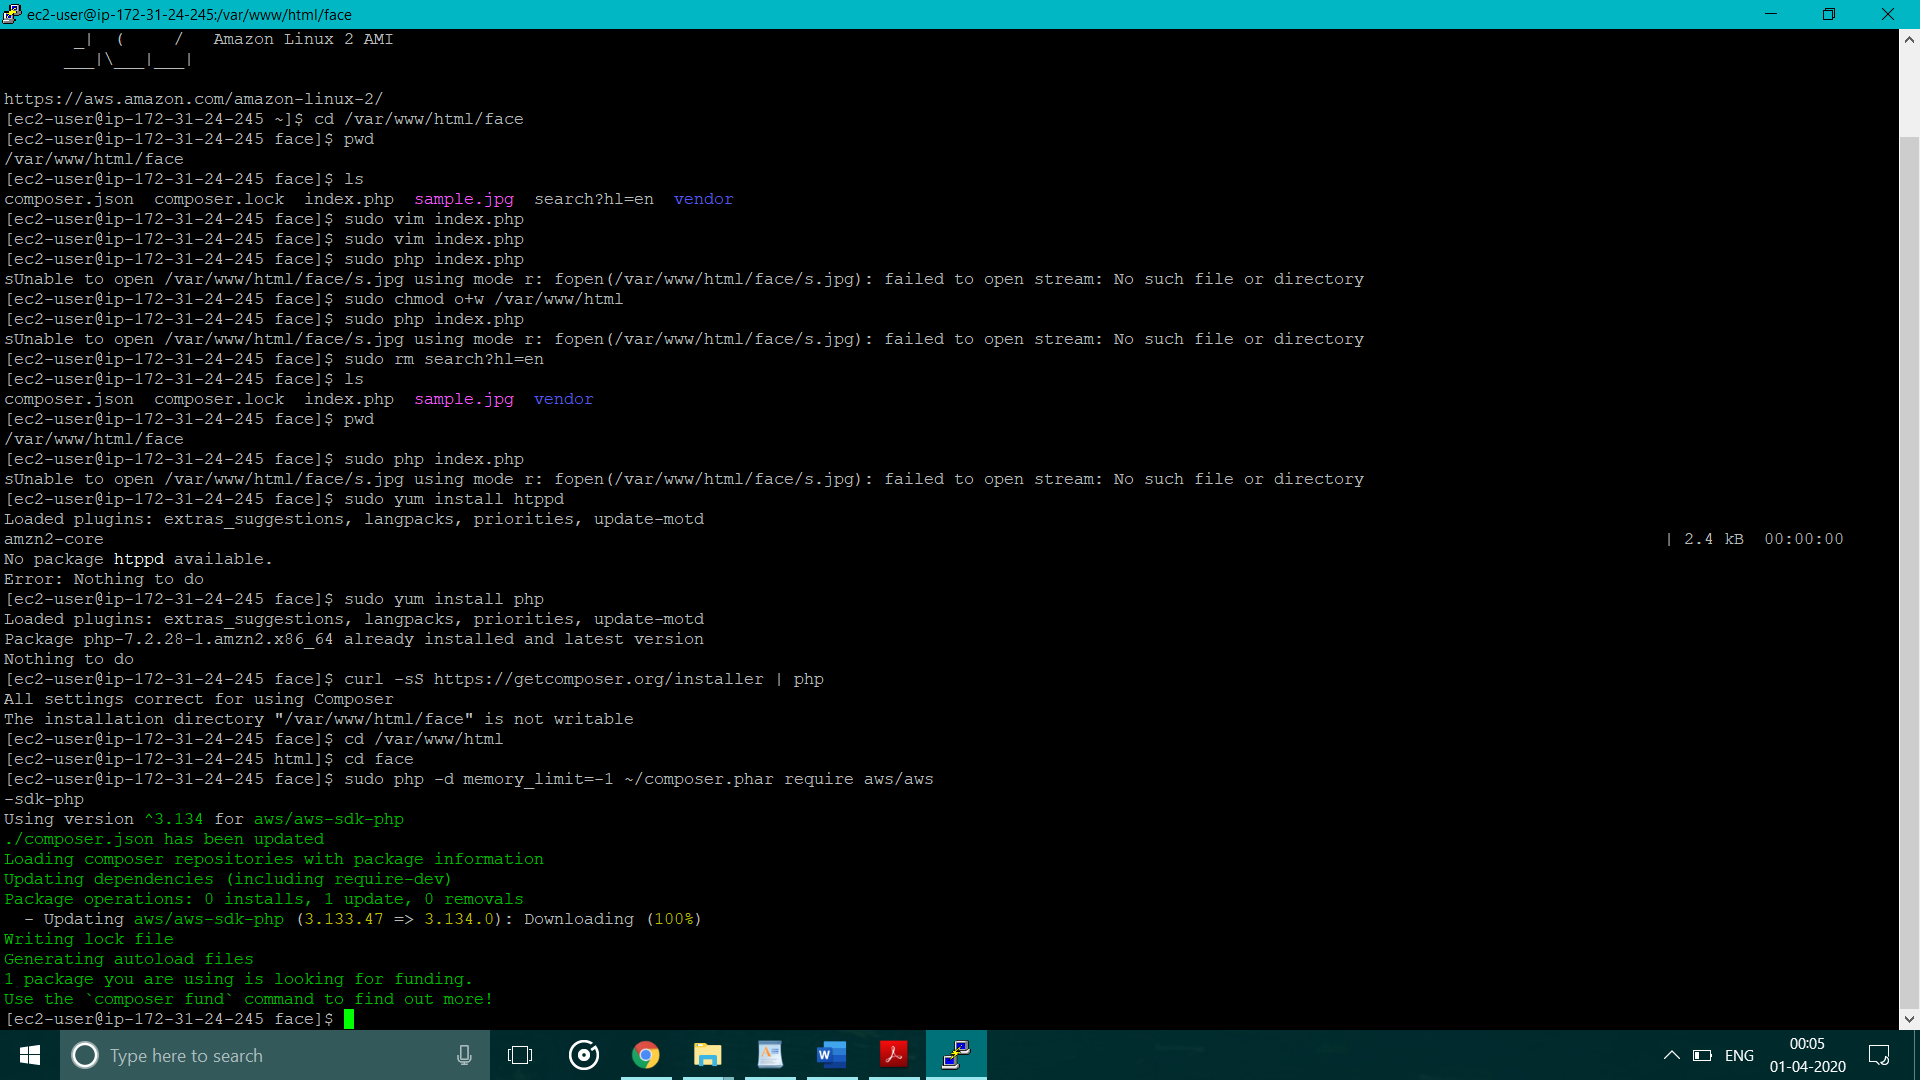 ec2-user@ip-172-31-24-245:/var/www/html/face
_|  (     /   Amazon Linux 2 AMI
___|\___|___|
https://aws.amazon.com/amazon-linux-2/
[ec2-user@ip-172-31-24-245 ~]$ cd /var/www/html/face
[ec2-user@ip-172-31-24-245 face]$ pwd
/var/www/html/face
[ec2-user@ip-172-31-24-245 face]$ ls
composer.json  composer.lock  index.php  sample.jpg  search?hl=en  vendor
[ec2-user@ip-172-31-24-245 face]$ sudo vim index.php
[ec2-user@ip-172-31-24-245 face]$ sudo vim index.php
[ec2-user@ip-172-31-24-245 face]$ sudo php index.php
sUnable to open /var/www/html/face/s.jpg using mode r: fopen(/var/www/html/face/s.jpg): failed to open stream: No such file or directory
[ec2-user@ip-172-31-24-245 face]$ sudo chmod o+w /var/www/html
[ec2-user@ip-172-31-24-245 face]$ sudo php index.php
sUnable to open /var/www/html/face/s.jpg using mode r: fopen(/var/www/html/face/s.jpg): failed to open stream: No such file or directory
[ec2-user@ip-172-31-24-245 face]$ sudo rm search?hl=en
[ec2-user@ip-172-31-24-245 face]$ ls
composer.json  composer.lock  index.php  sample.jpg  vendor
[ec2-user@ip-172-31-24-245 face]$ pwd
/var/www/html/face
[ec2-user@ip-172-31-24-245 face]$ sudo php index.php
sUnable to open /var/www/html/face/s.jpg using mode r: fopen(/var/www/html/face/s.jpg): failed to open stream: No such file or directory
[ec2-user@ip-172-31-24-245 face]$ sudo yum install htppd
Loaded plugins: extras_suggestions, langpacks, priorities, update-motd
amzn2-core | 2.4 kB  00:00:00
No package htppd available.
Error: Nothing to do
[ec2-user@ip-172-31-24-245 face]$ sudo yum install php
Loaded plugins: extras_suggestions, langpacks, priorities, update-motd
Package php-7.2.28-1.amzn2.x86_64 already installed and latest version
Nothing to do
[ec2-user@ip-172-31-24-245 face]$ curl -sS https://getcomposer.org/installer | php
All settings correct for using Composer
The installation directory "/var/www/html/face" is not writable
[ec2-user@ip-172-31-24-245 face]$ cd /var/www/html
[ec2-user@ip-172-31-24-245 html]$ cd face
[ec2-user@ip-172-31-24-245 face]$ sudo php -d memory_limit=-1 ~/composer.phar require aws/aws
-sdk-php
Using version ^3.134 for aws/aws-sdk-php
./composer.json has been updated
Loading composer repositories with package information
Updating dependencies (including require-dev)
Package operations: 0 installs, 1 update, 0 removals
  - Updating aws/aws-sdk-php (3.133.47 => 3.134.0): Downloading (100%)
Writing lock file
Generating autoload files
1 package you are using is looking for funding.
Use the `composer fund` command to find out more!
[ec2-user@ip-172-31-24-245 face]$
Type here to search
ENG
00:05
01-04-2020